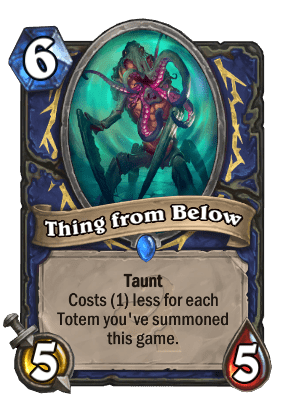 6
Thing from Below
Taunt
Costs (1) less for each
Totem you've summoned
this game.
5
5